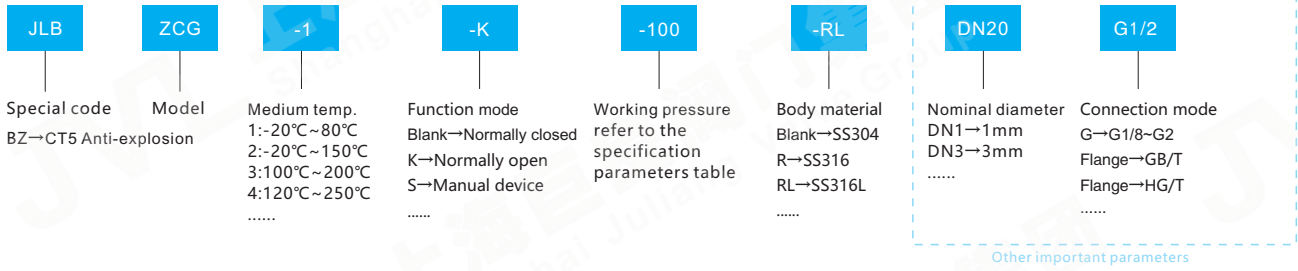 JLB ZCG -1 -K -100 -RL DN20 G1/2
Special code
BZ→CT5 Anti-explosion
Model
Medium temp.
1:-20℃~80℃
2:-20℃~150℃
3:100℃~200℃
4:120℃~250℃
......
Function mode
Blank→Normally closed
K→Normally open
S→Manual device
......
Working pressure
refer to the
specification
parameters table
Body material
Blank→SS304
R→SS316
RL→SS316L
......
Nominal diameter
DN1→1mm
DN3→3mm
......
Connection mode
G→G1/8~G2
Flange→GB/T
Flange→HG/T
......
Other important parameters